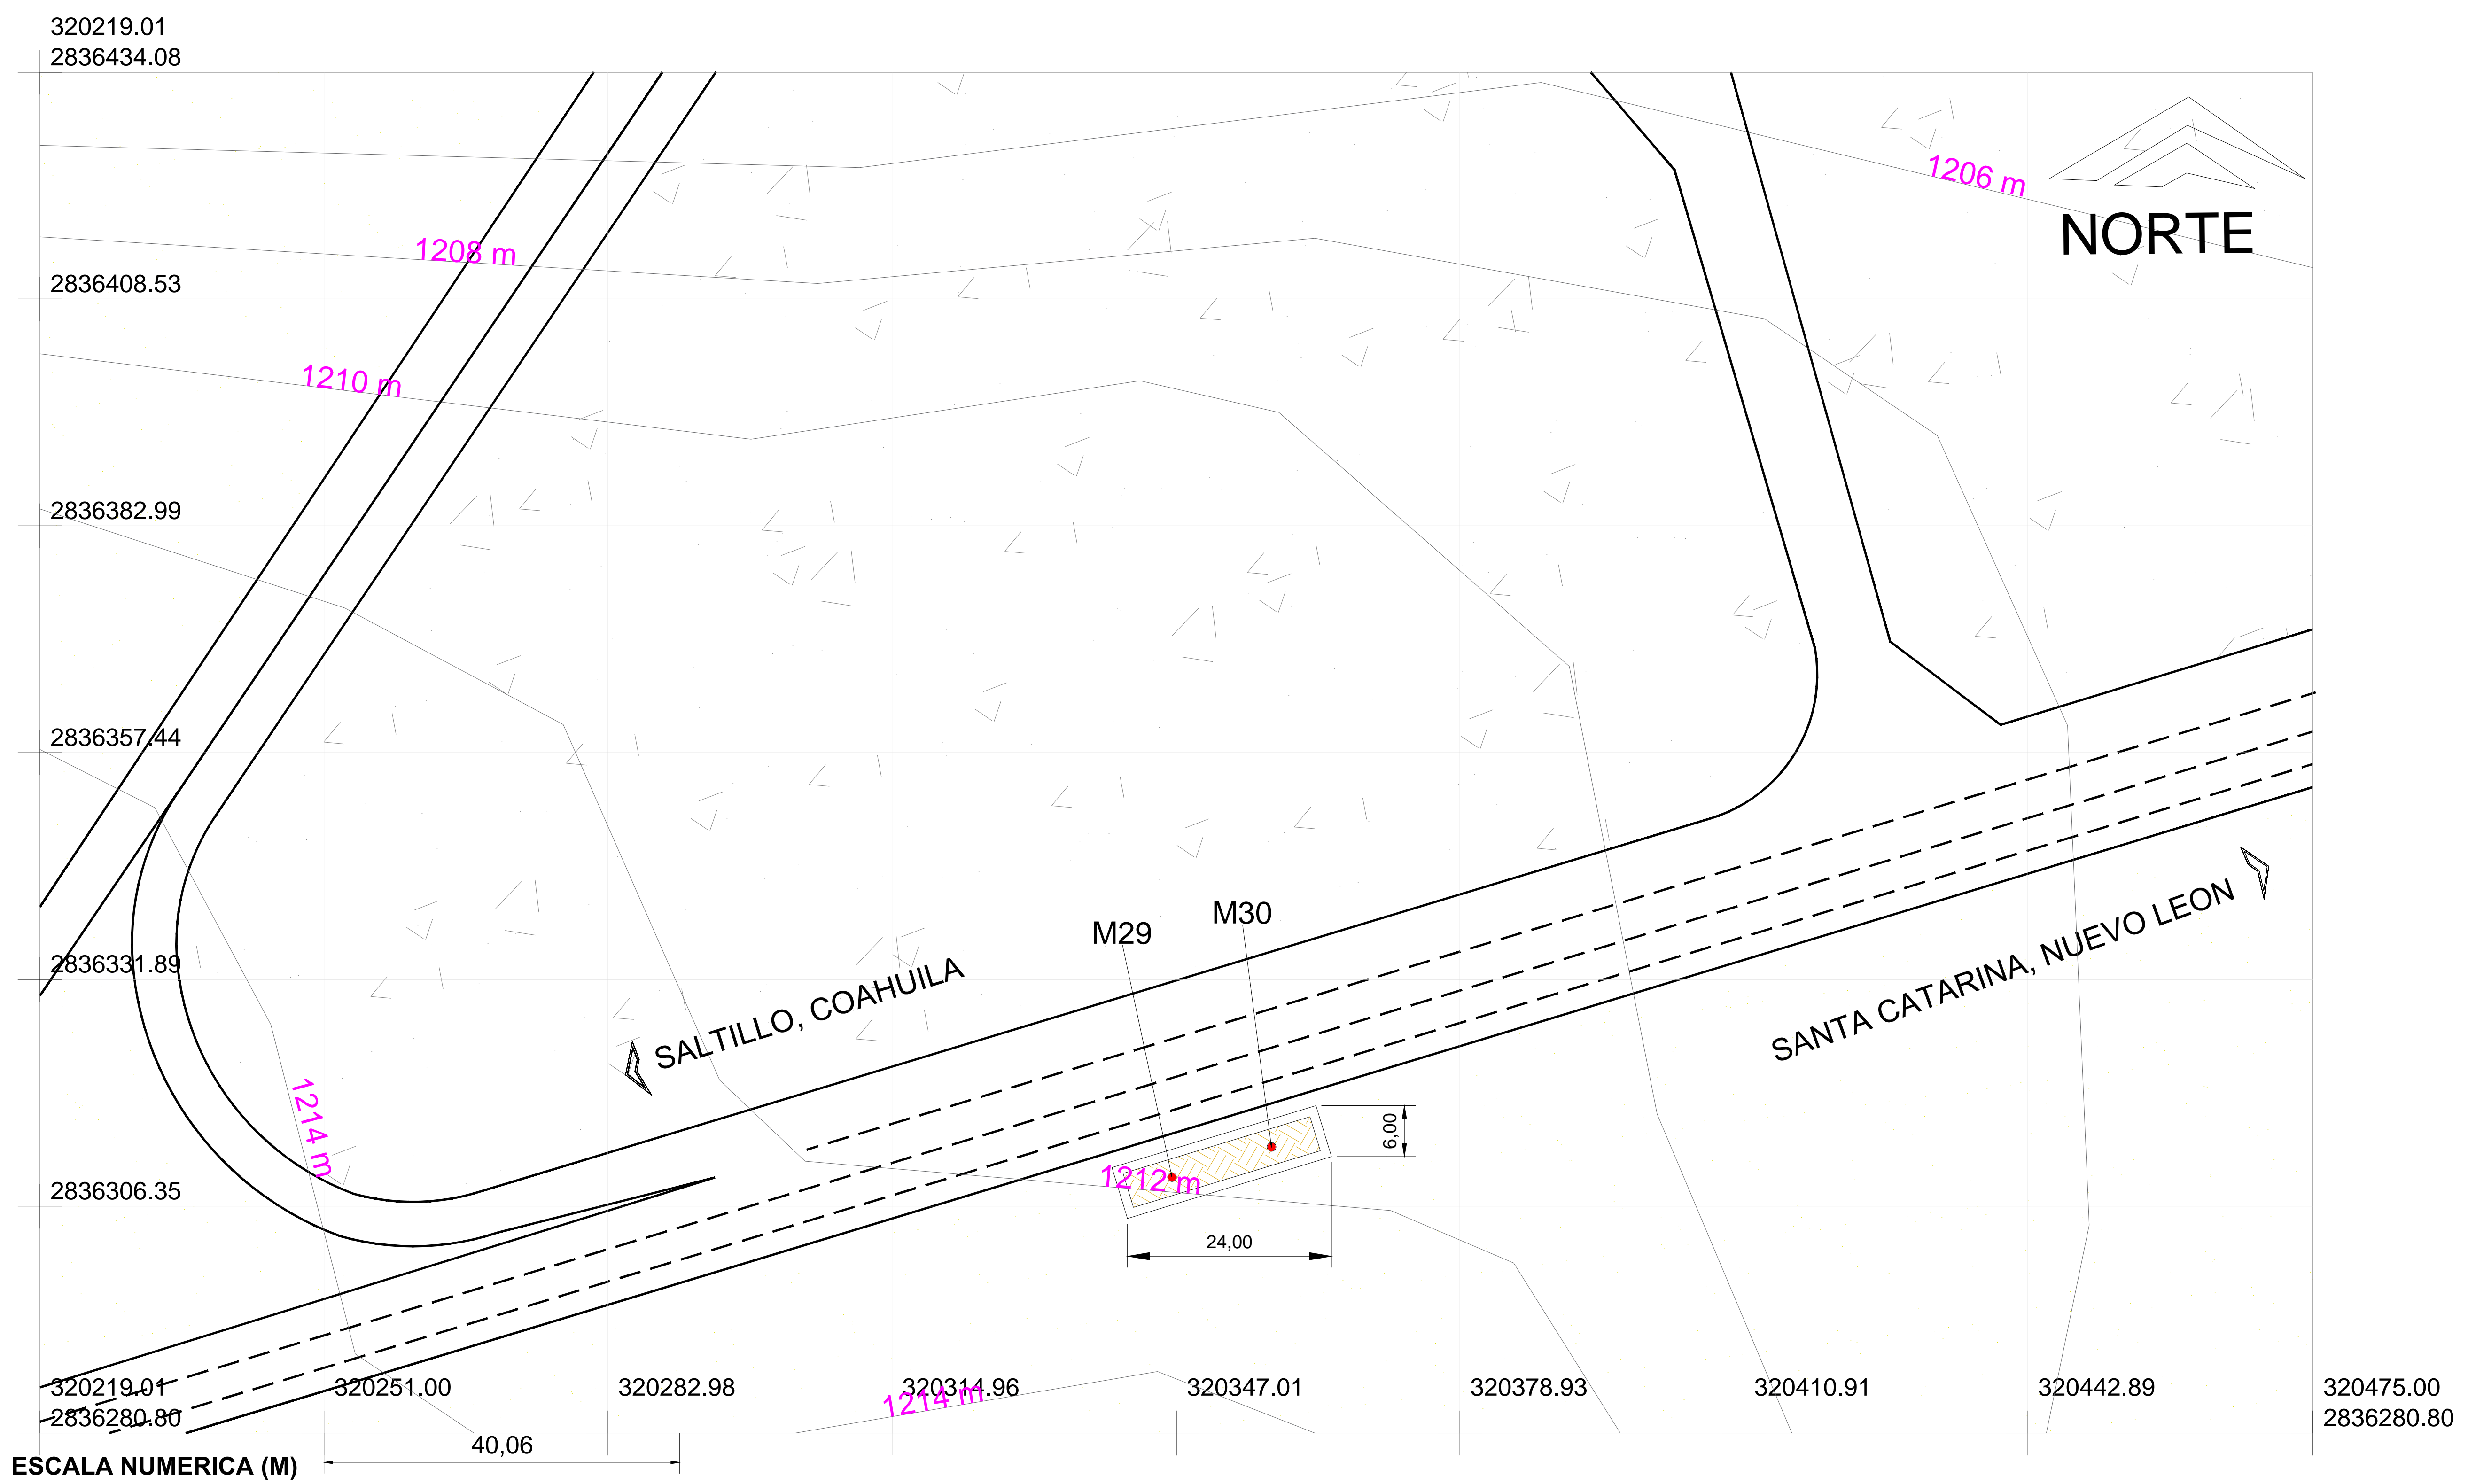 320219.01
2836434.08
1206 m
NORTE
1208 m
2836408.53
1210 m
2836382.99
2836357.44
M30
M29
SANTA CATARINA, NUEVO LEON
2836331.89
SALTILLO, COAHUILA
1214 m
6,00
1212 m
2836306.35
24,00
320219.01
2836280.80
320251.00
320282.98
320314.96
1214 m
320347.01
320378.93
320410.91
320442.89
320475.00
2836280.80
40,06
ESCALA NUMERICA (M)